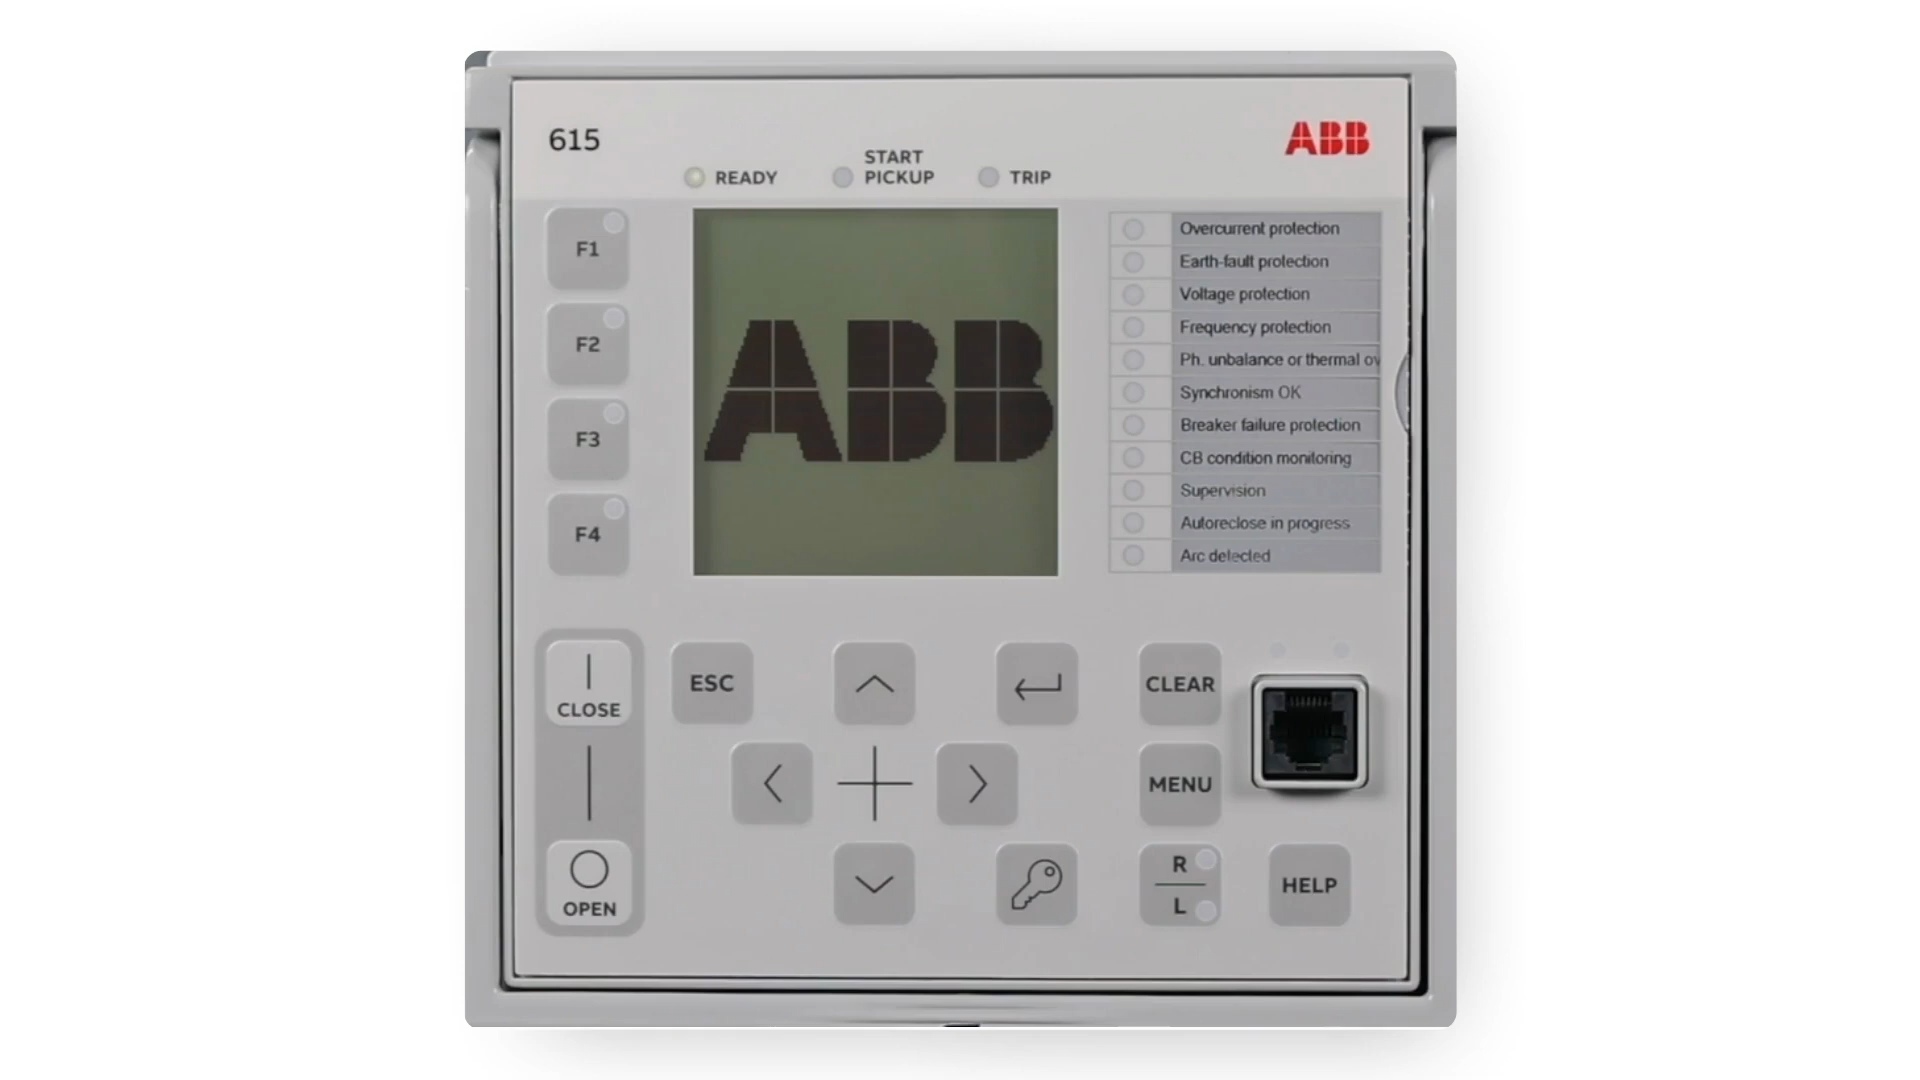 615
ABB
READY
START
PICKUP
TRIP
F1
F2
F3
F4
ABB
Overcurrent protection
Earth-fault protection
Voltage protection
Frequency protection
Ph. unbalance or thermal ov
Synchronism OK
Breaker failure protection
CB condition monitoring
Supervision
Autoreclose in progress
Arc detected
CLOSE
OPEN
ESC
CLEAR
MENU
R
L
HELP